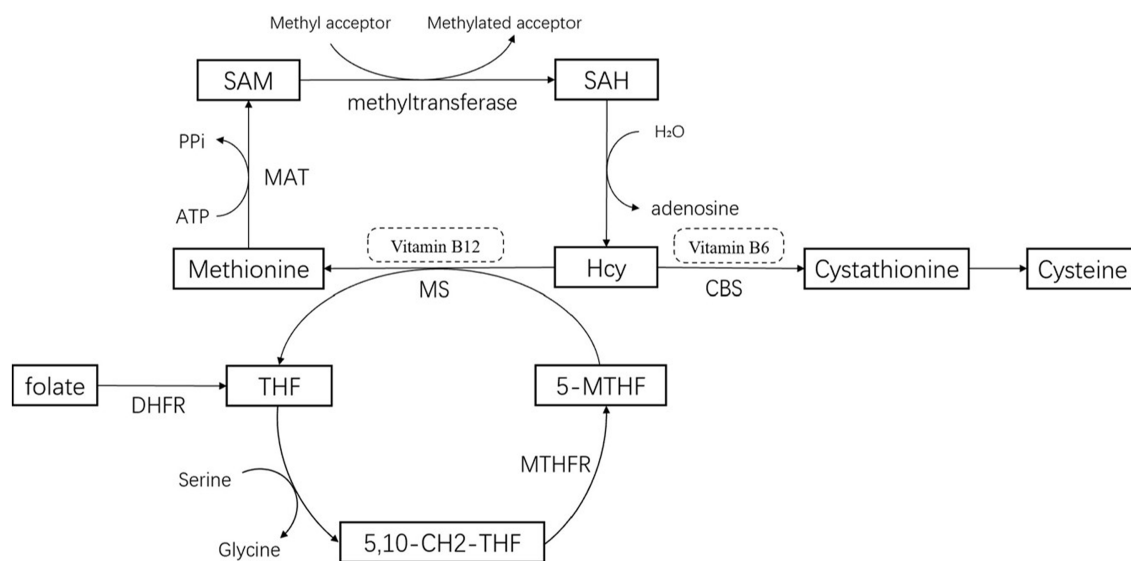 Methyl acceptor
Methylated acceptor
SAM
SAH
methyltransferase
PPi
H₂O
MAT
ATP
adenosine
Vitamin B12
Vitamin B6
Methionine
Hcy
Cystathionine
Cysteine
MS
CBS
folate
THF
5-MTHF
DHFR
MTHFR
Serine
Glycine
5,10-CH2-THF